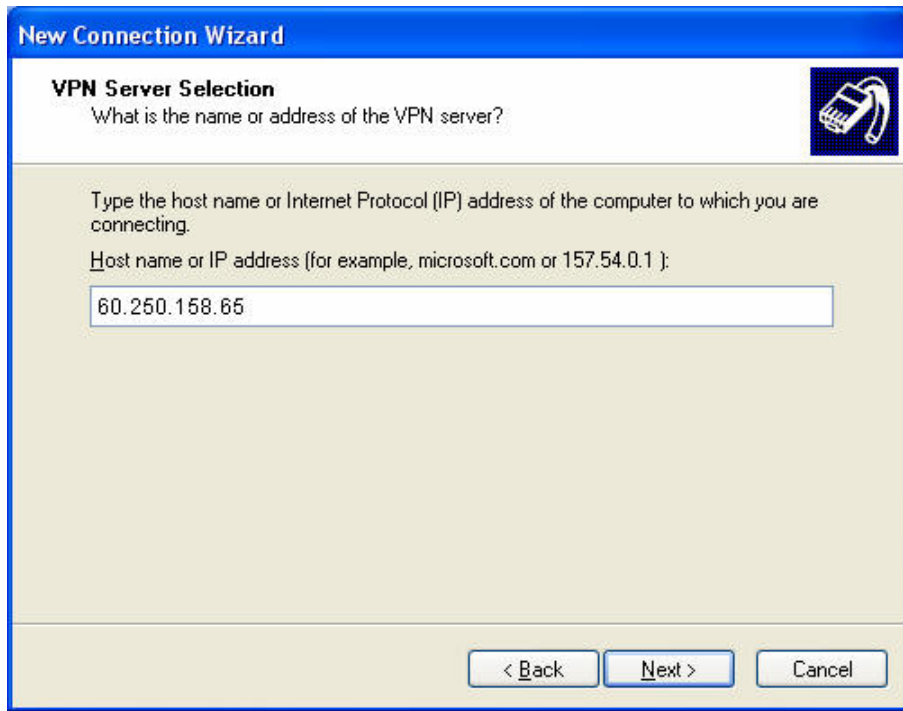 New Connection Wizard
VPN Server Selection
What is the name or address of the VPN server?
Type the host name or Internet Protocol (IP) address of the computer to which you are
connecting.
Host name or IP address (for example, microsoft.com or 157.54.0.1 ):
60.250.158.65
< Back Next > Cancel